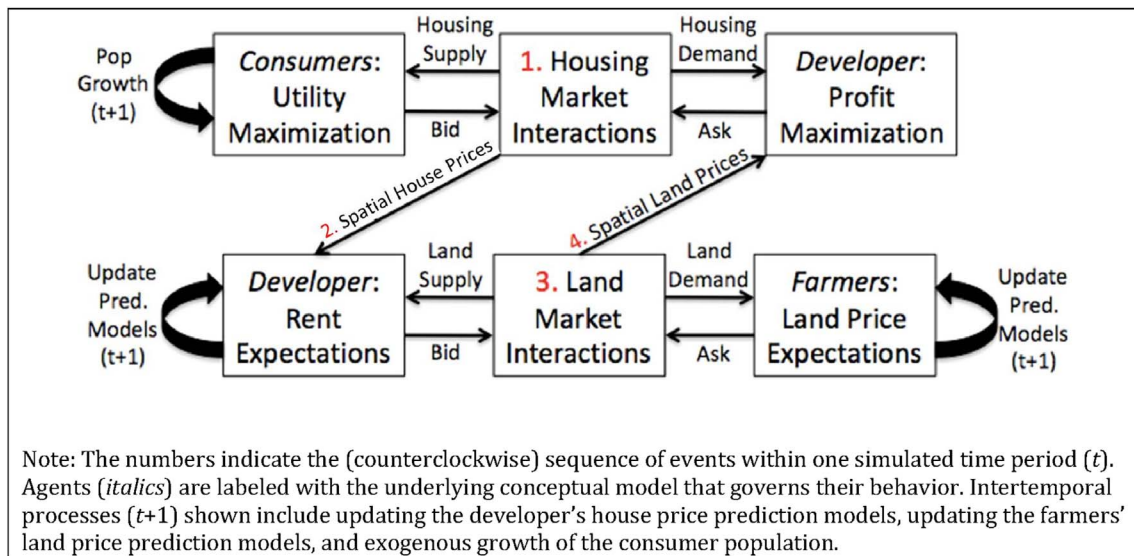 Pop
Growth
(t+1)
Consumers:
Utility
Maximization
Housing
Supply
Bid
1. Housing
Market
Interactions
Housing
Demand
Ask
Developer:
Profit
Maximization
2. Spatial House Prices
4. Spatial Land Prices
Update
Pred.
Models
(t+1)
Developer:
Rent
Expectations
Land
Supply
Bid
3. Land
Market
Interactions
Land
Demand
Ask
Farmers:
Land Price
Expectations
Update
Pred.
Models
(t+1)
Note: The numbers indicate the (counterclockwise) sequence of events within one simulated time period (t).
Agents (italics) are labeled with the underlying conceptual model that governs their behavior. Intertemporal
processes (t+1) shown include updating the developer's house price prediction models, updating the farmers'
land price prediction models, and exogenous growth of the consumer population.